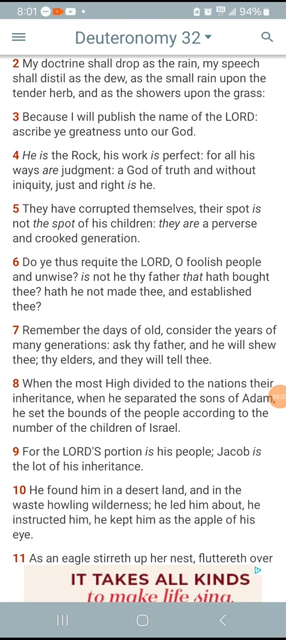 8:01 94%
Deuteronomy 32
2 My doctrine shall drop as the rain, my speech
shall distil as the dew, as the small rain upon the
tender herb, and as the showers upon the grass:
3 Because I will publish the name of the LORD:
ascribe ye greatness unto our God.
4 He is the Rock, his work is perfect: for all his
ways are judgment: a God of truth and without
iniquity, just and right is he.
5 They have corrupted themselves, their spot is
not the spot of his children: they are a perverse
and crooked generation.
6 Do ye thus requite the LORD, O foolish people
and unwise? is not he thy father that hath bought
thee? hath he not made thee, and established
thee?
7 Remember the days of old, consider the years of
many generations: ask thy father, and he will shew
thee; thy elders, and they will tell thee.
8 When the most High divided to the nations their
inheritance, when he separated the sons of Adam,
he set the bounds of the people according to the
number of the children of Israel.
9 For the LORD'S portion is his people; Jacob is
the lot of his inheritance.
10 He found him in a desert land, and in the
waste howling wilderness; he led him about, he
instructed him, he kept him as the apple of his
eye.
11 As an eagle stirreth up her nest, fluttereth over
IT TAKES ALL KINDS
to make life sing.